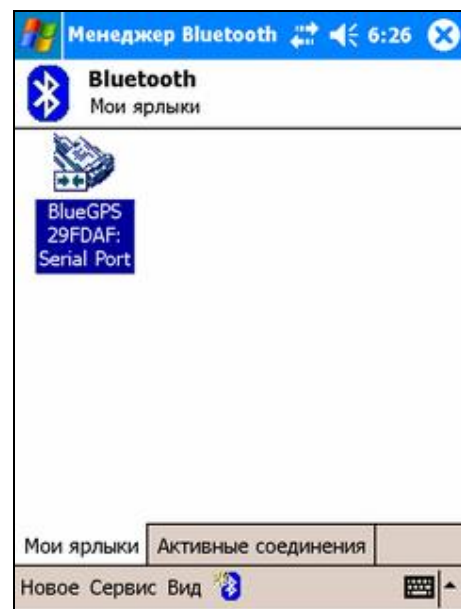 Менеджер Bluetooth 6:26
Bluetooth
Мои ярлыки
BlueGPS
29FDAF:
Serial Port
Мои ярлыки Активные соединения
Новое Сервис Вид